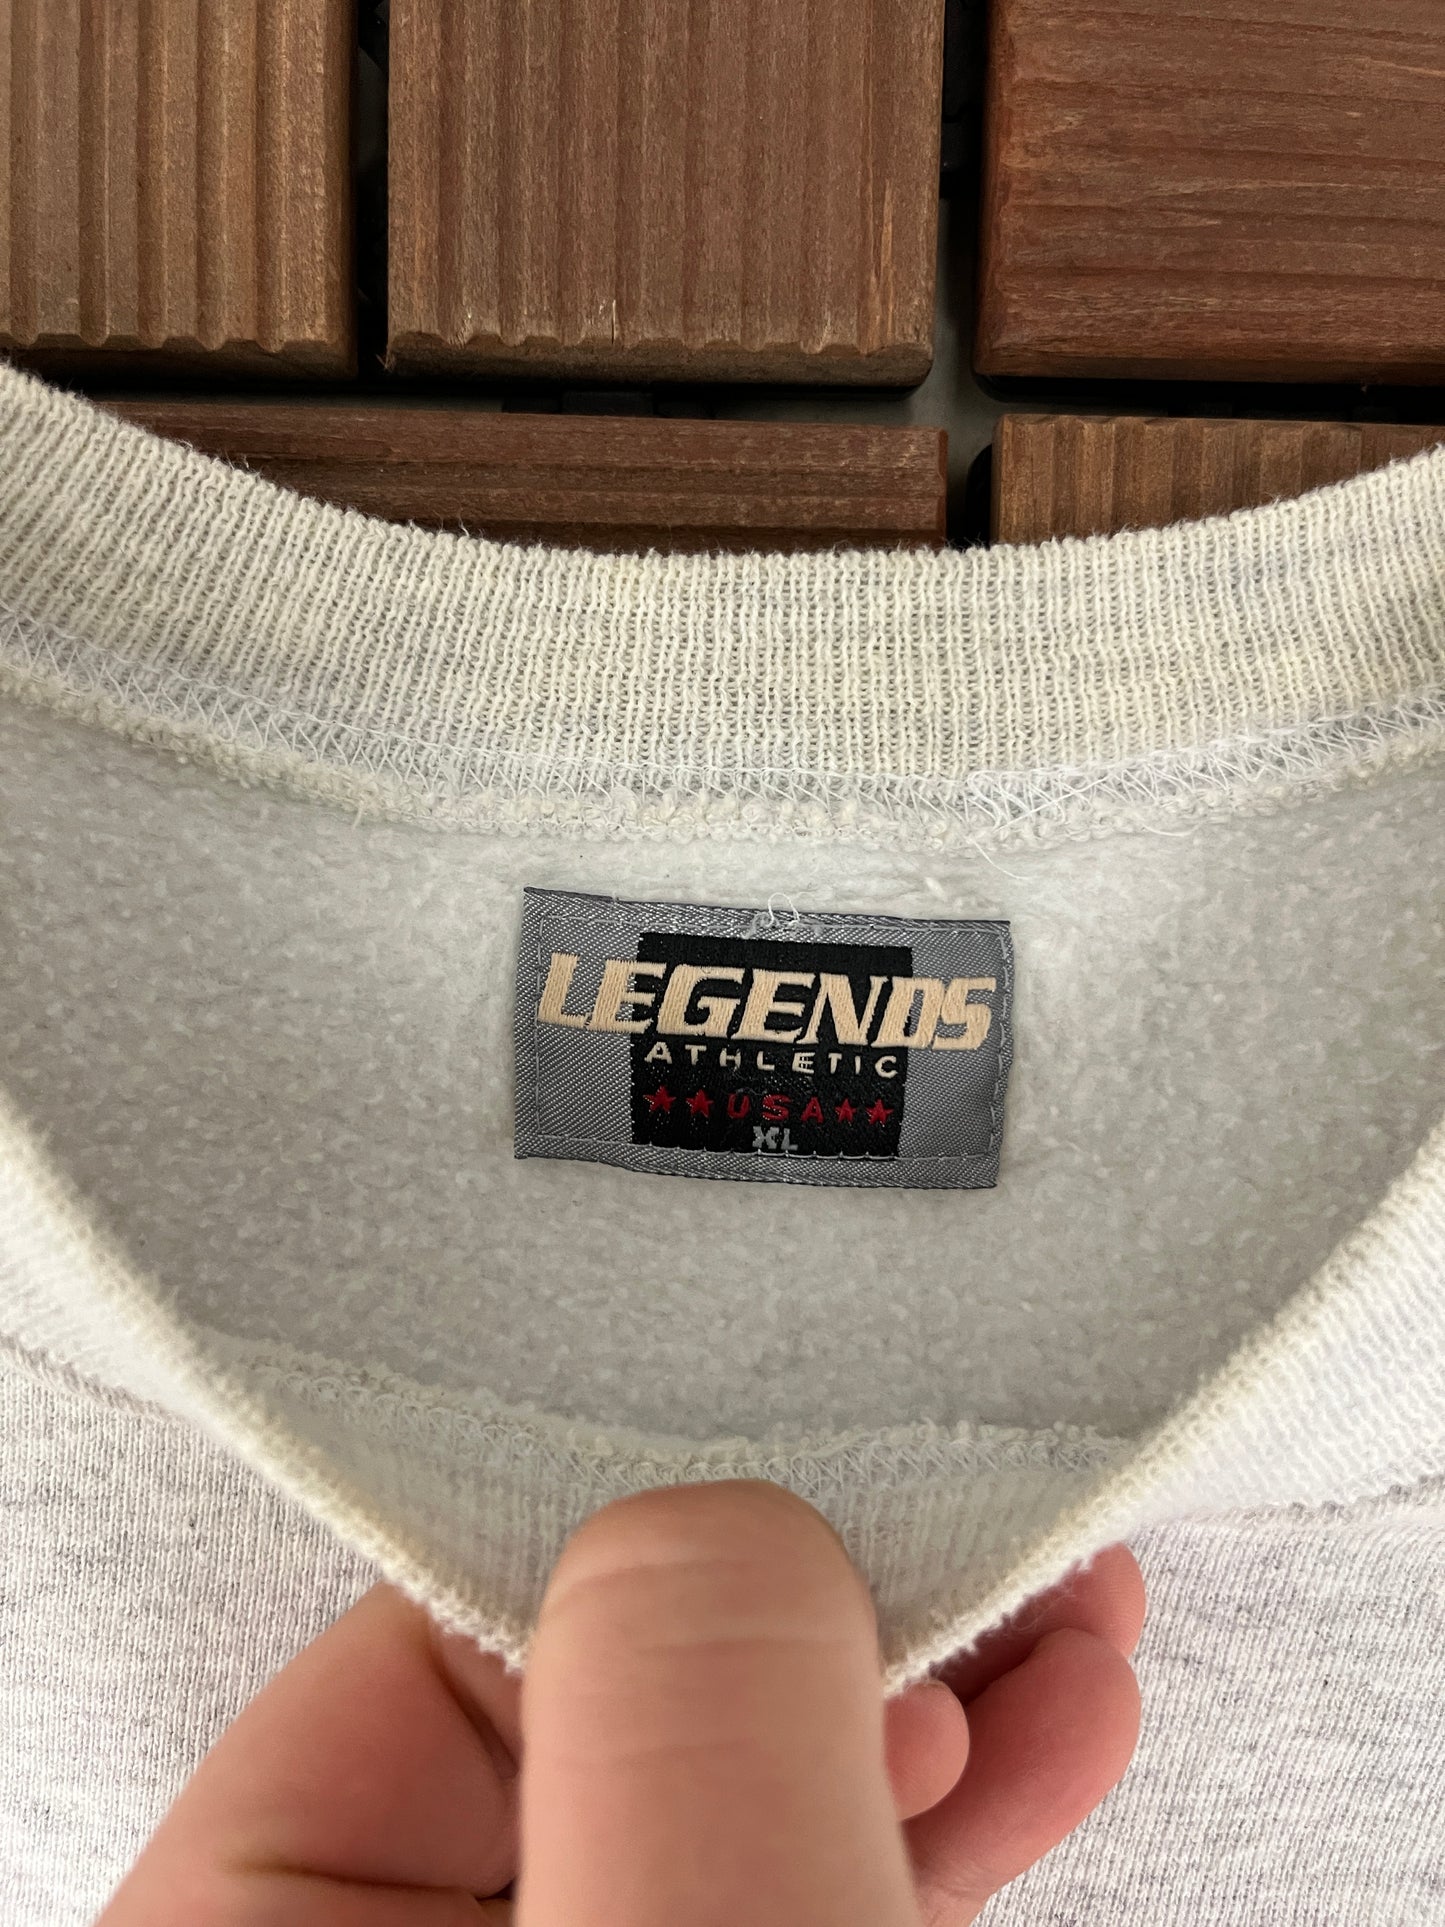 LEGENDS
ATHLETIC
★★USA★★
XL